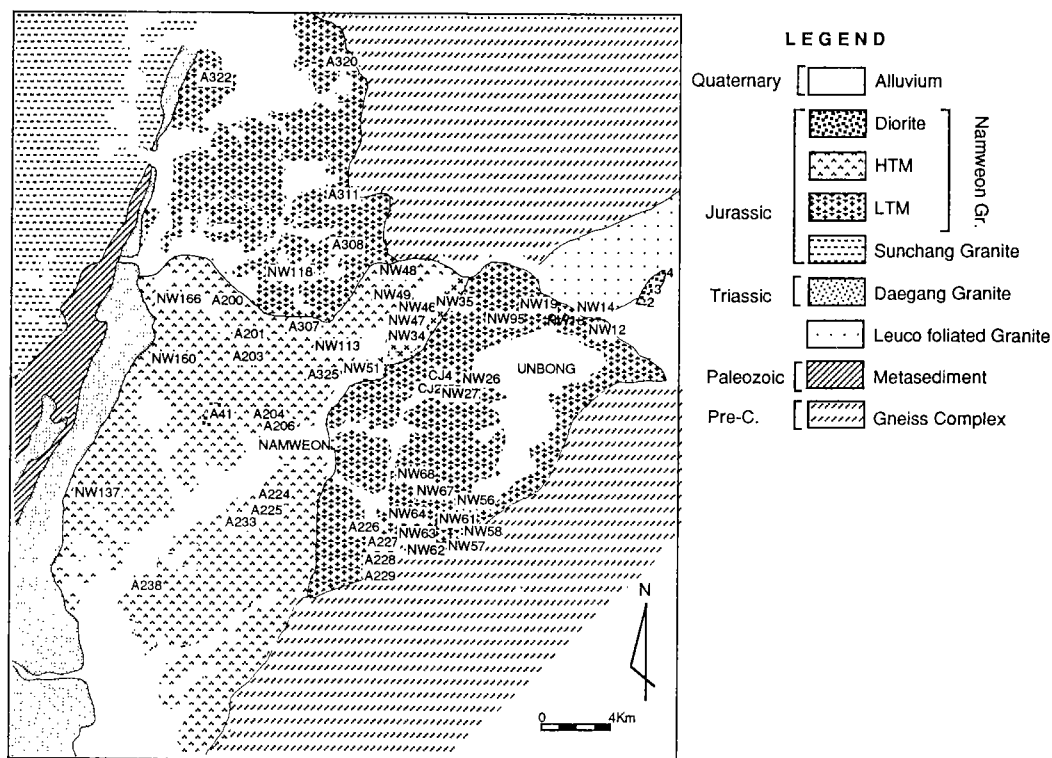 A322
A320
A311
A308
NW118
NW48
NW166
A200
NW49
NW35
NW46
NW19
NW14
A201
A307
NW47
NW95
NW12
NW34
NW160
A203
NW113
A325
NW51
CJ4
NW26
UNBONG
NW27
A41
A204
A206
NAMWEON
NW68
NW137
A224
NW67
NW56
A225
NW64
NW61
A233
A226
NW63
NW58
A227
NW62
NW57
A228
A229
A238
N
0 4Km
LEGEND
Quaternary
Alluvium
Jurassic
Diorite
HTM
LTM
Namweon Gr.
Sunchang Granite
Triassic
Daegang Granite
Leuco foliated Granite
Paleozoic
Metasediment
Pre-C.
Gneiss Complex